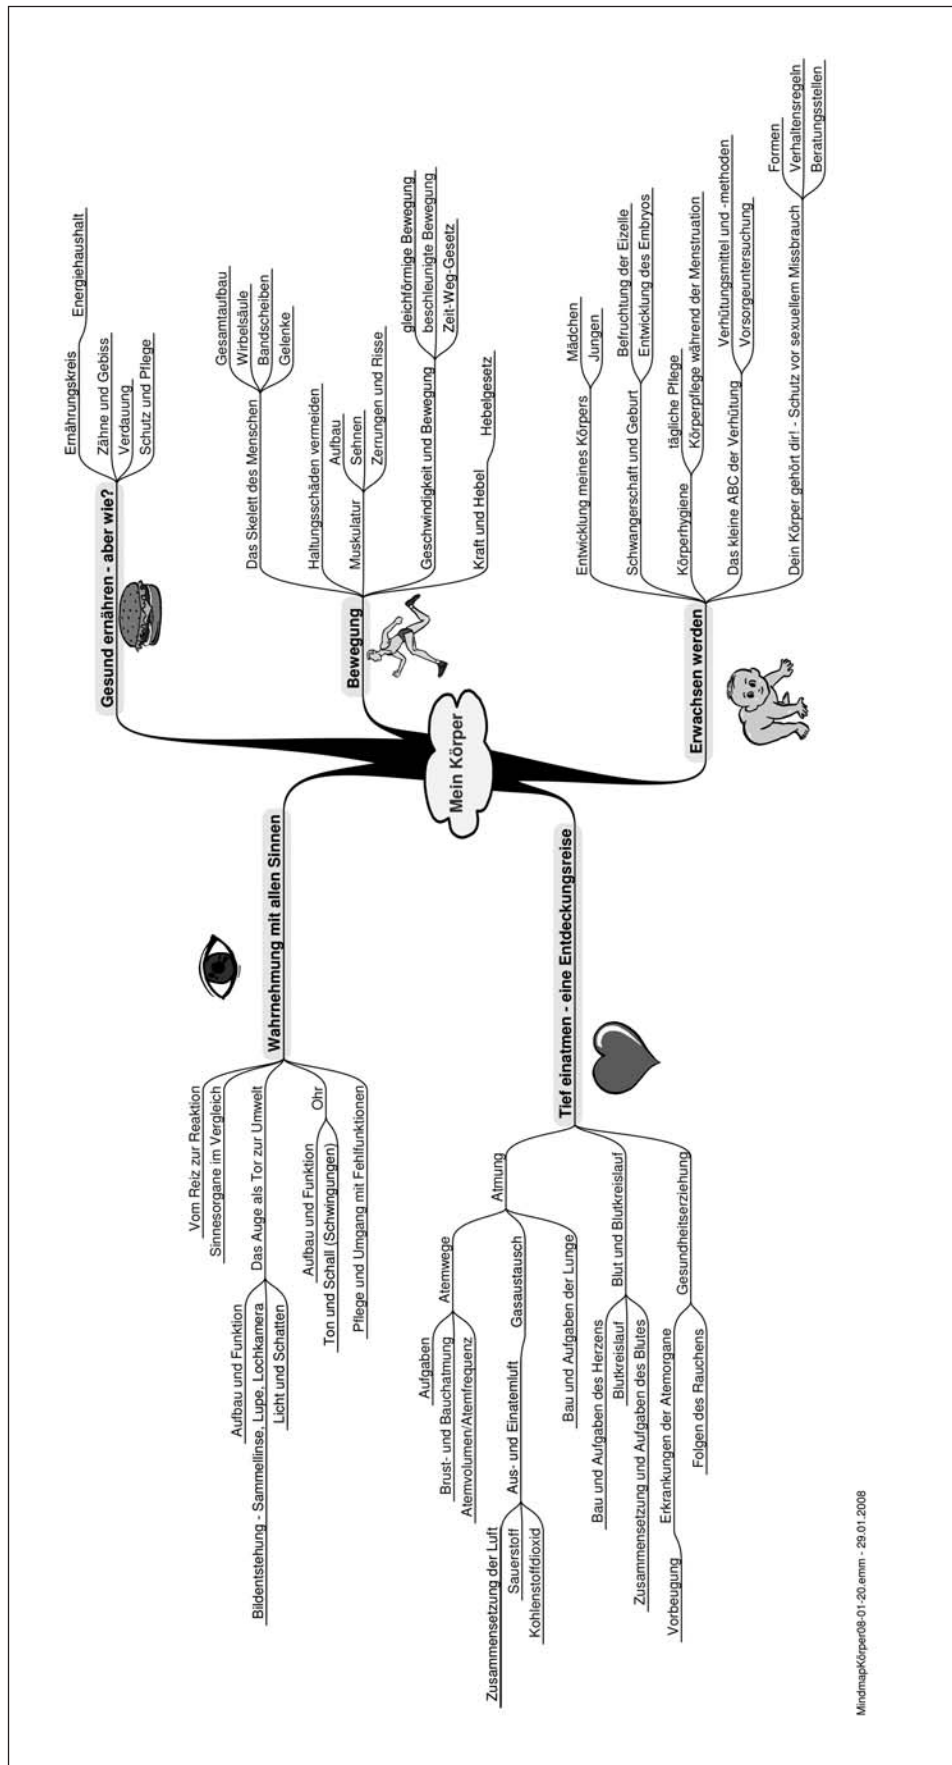 Mein Körper
Gesund ernähren - aber wie?
Ernährungskreis
Energiehaushalt
Zähne und Gebiss
Verdauung
Schutz und Pflege
Bewegung
Das Skelett des Menschen
Gesamtaufbau
Wirbelsäule
Bandscheiben
Gelenke
Haltungsschäden vermeiden
Muskulatur
Aufbau
Sehnen
Zerrungen und Risse
Geschwindigkeit und Bewegung
gleichförmige Bewegung
beschleunigte Bewegung
Zeit-Weg-Gesetz
Kraft und Hebel
Hebelgesetz
Erwachsen werden
Entwicklung meines Körpers
Mädchen
Jungen
Schwangerschaft und Geburt
Befruchtung der Eizelle
Entwicklung des Embryos
Körperhygiene
tägliche Pflege
Körperpflege während der Menstruation
Das kleine ABC der Verhütung
Verhütungsmittel und -methoden
Vorsorgeuntersuchung
Dein Körper gehört dir! - Schutz vor sexuellem Missbrauch
Formen
Verhaltensregeln
Beratungsstellen
Wahrnehmung mit allen Sinnen
Vom Reiz zur Reaktion
Sinnesorgane im Vergleich
Das Auge als Tor zur Umwelt
Aufbau und Funktion
Bildentstehung - Sammellinse, Lupe, Lochkamera
Licht und Schatten
Ohr
Aufbau und Funktion
Ton und Schall (Schwingungen)
Pflege und Umgang mit Fehlfunktionen
Tief einatmen - eine Entdeckungsreise
Atmung
Atemwege
Aufgaben
Brust- und Bauchatmung
Atemvolumen/Atemfrequenz
Gasaustausch
Aus- und Einatemluft
Zusammensetzung der Luft
Sauerstoff
Kohlenstoffdioxid
Bau und Aufgaben der Lunge
Blut und Blutkreislauf
Bau und Aufgaben des Herzens
Blutkreislauf
Zusammensetzung und Aufgaben des Blutes
Gesundheitserziehung
Erkrankungen der Atemorgane
Vorbeugung
Folgen des Rauchens
MindmapKörper08-01-20.emm - 29.01.2008